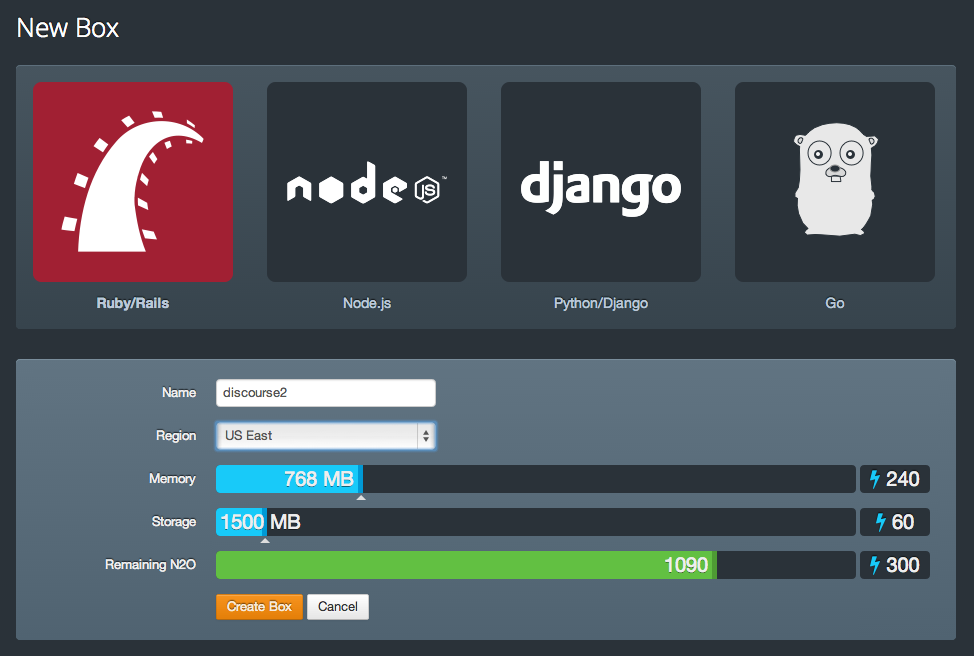 New Box
node JS ™
django
Ruby/Rails
Node.js
Python/Django
Go
Name
discourse2
Region
US East
Memory
768 MB
240
Storage
1500 MB
60
Remaining N2O
1090
300
Create Box
Cancel